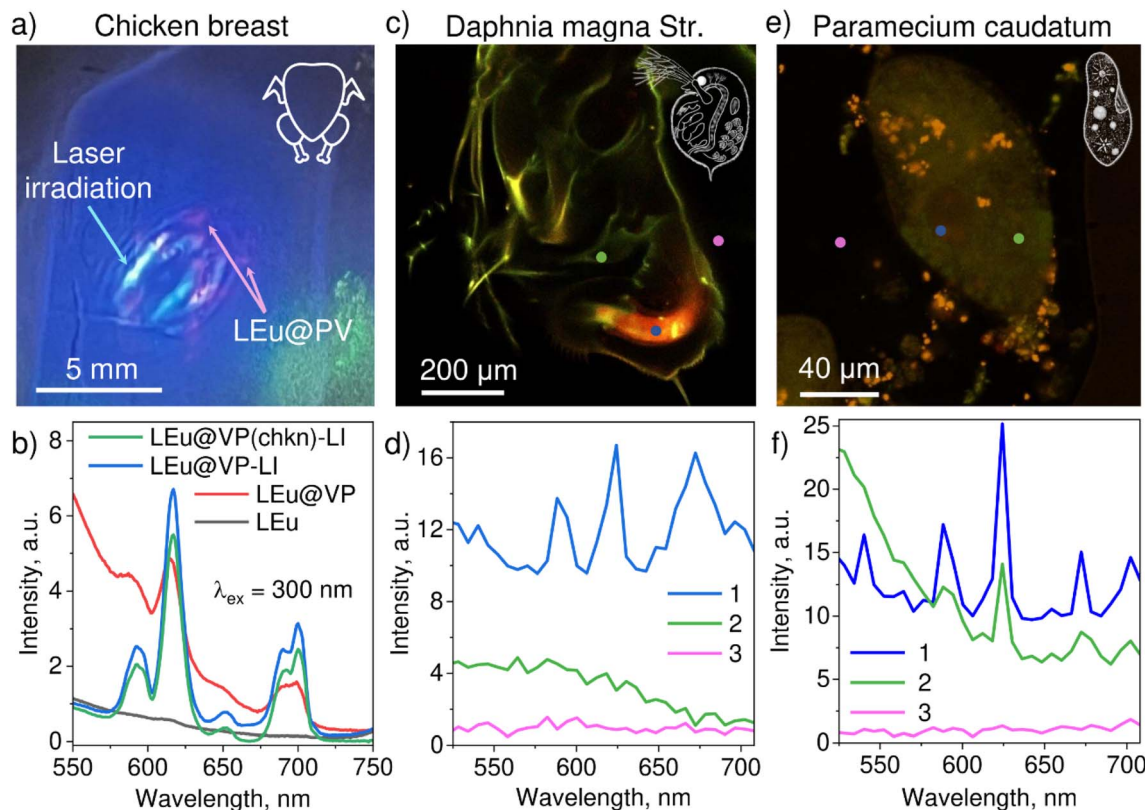 a) Chicken breast
Laser
irradiation
LEu@PV
5 mm
c) Daphnia magna Str.
200 µm
e) Paramecium caudatum
40 µm
b)
8
6
4
2
0
Intensity, a.u.
LEu@VP(chkn)-LI
LEu@VP-LI
LEu@VP
LEu
λex = 300 nm
550 600 650 700 750
Wavelength, nm
d)
16
12
8
4
0
Intensity, a.u.
1
2
3
550 600 650 700
Wavelength, nm
f)
25
20
15
10
5
0
Intensity, a.u.
1
2
3
550 600 650 700
Wavelength, nm